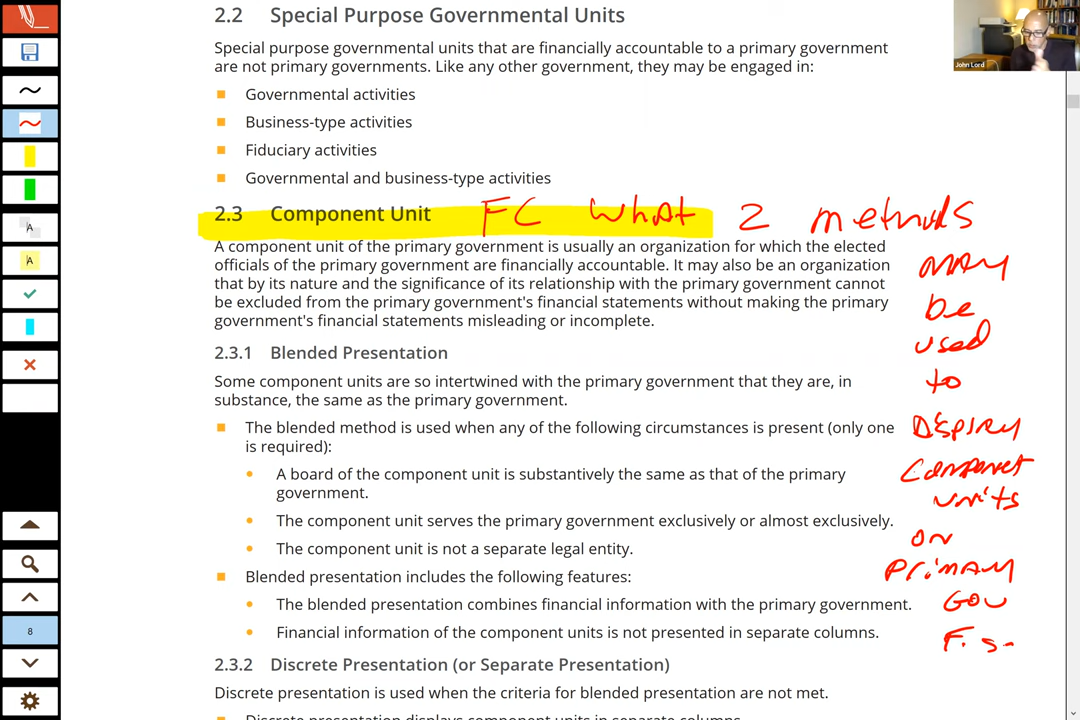 2.2 Special Purpose Governmental Units
John Lord
Special purpose governmental units that are financially accountable to a primary government
are not primary governments. Like any other government, they may be engaged in:
Governmental activities
Business-type activities
Fiduciary activities
Governmental and business-type activities
2.3 Component Unit FC What 2 methods
may
be
used
to
Display
Component
units
on
Primary
Gov
F.S.
A component unit of the primary government is usually an organization for which the elected
officials of the primary government are financially accountable. It may also be an organization
that by its nature and the significance of its relationship with the primary government cannot
be excluded from the primary government's financial statements without making the primary
government's financial statements misleading or incomplete.
2.3.1 Blended Presentation
Some component units are so intertwined with the primary government that they are, in
substance, the same as the primary government.
The blended method is used when any of the following circumstances is present (only one
is required):
A board of the component unit is substantively the same as that of the primary
government.
The component unit serves the primary government exclusively or almost exclusively.
The component unit is not a separate legal entity.
Blended presentation includes the following features:
The blended presentation combines financial information with the primary government.
Financial information of the component units is not presented in separate columns.
2.3.2 Discrete Presentation (or Separate Presentation)
Discrete presentation is used when the criteria for blended presentation are not met.
Discrete presentation displays component units in separate columns.
A
A
8